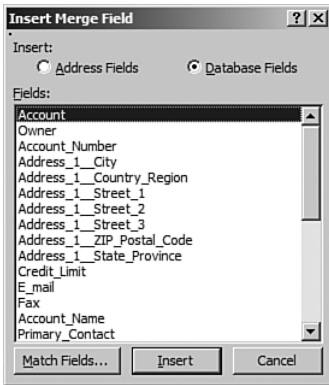 Insert Merge Field
Insert:
Address Fields Database Fields
Fields:
Account
Owner
Account_Number
Address_1__City
Address_1__Country_Region
Address_1__Street_1
Address_1__Street_2
Address_1__Street_3
Address_1__ZIP_Postal_Code
Address_1__State_Province
Credit_Limit
E_mail
Fax
Account_Name
Primary_Contact
Match Fields... Insert Cancel